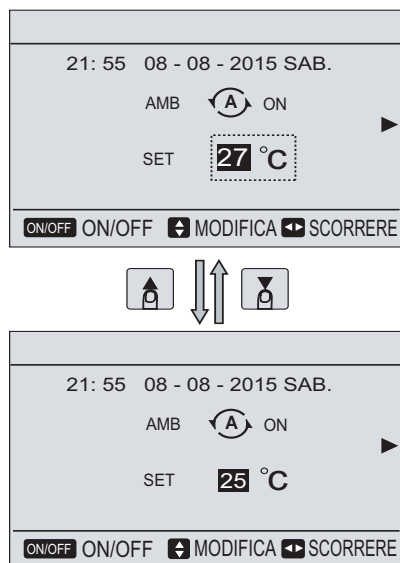 21: 55 08 - 08 - 2015 SAB.
AMB A ON
SET 27 °C
ON/OFF ON/OFF MODIFICA SCORRERE
21: 55 08 - 08 - 2015 SAB.
AMB A ON
SET 25 °C
ON/OFF ON/OFF MODIFICA SCORRERE